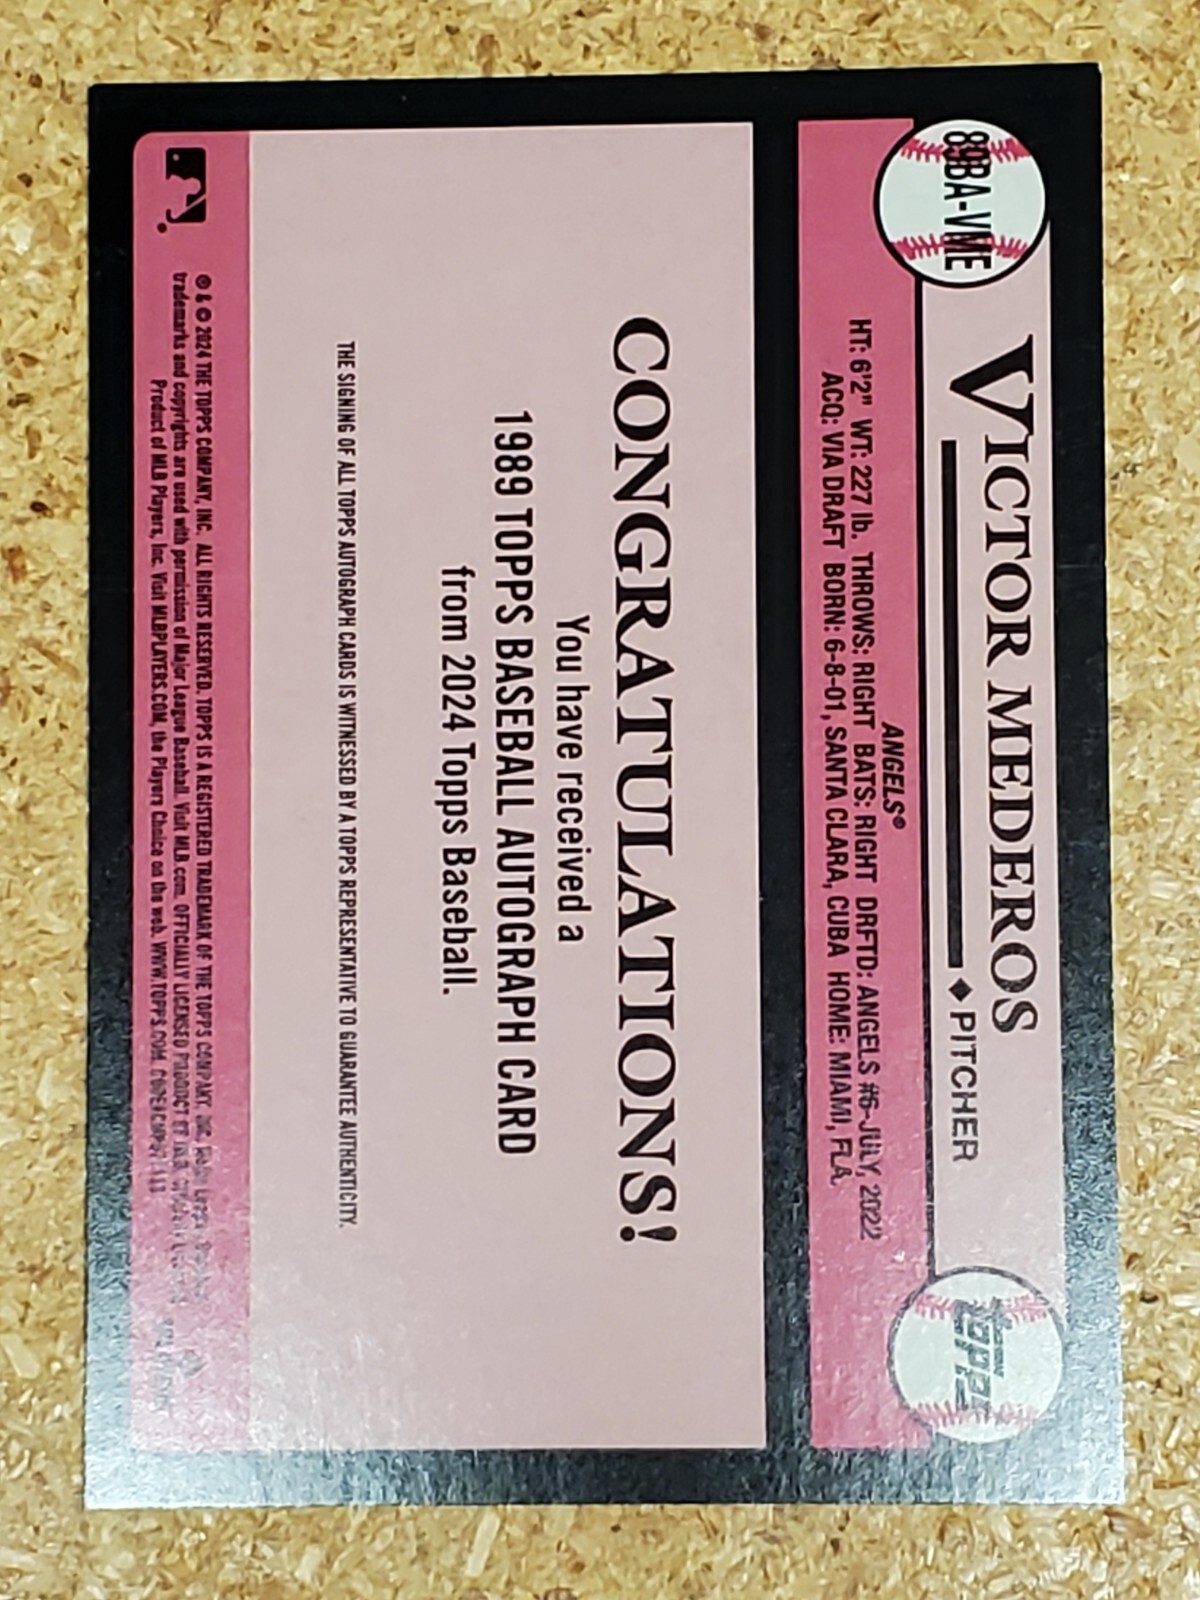 89BA-VME
VICTOR MEDEROS
PITCHER
topps
ANGELS®
HT: 6'2" WT: 227 lb. THROWS: RIGHT BATS: RIGHT DRFTD: ANGELS #6-JULY, 2022
ACQ: VIA DRAFT BORN: 6-8-01, SANTA CLARA, CUBA HOME: MIAMI, FLA.
CONGRATULATIONS!
You have received a
1989 TOPPS BASEBALL AUTOGRAPH CARD
from 2024 Topps Baseball.
THE SIGNING OF ALL TOPPS AUTOGRAPH CARDS IS WITNESSED BY A TOPPS REPRESENTATIVE TO GUARANTEE AUTHENTICITY.
® & © 2024 THE TOPPS COMPANY, INC. ALL RIGHTS RESERVED. TOPPS IS A REGISTERED TRADEMARK OF THE TOPPS COMPANY, INC.
trademarks and copyrights are used with permission of Major League Baseball. Visit MLB.com. OFFICIALLY LICENSED PRODUCT OF
Product of MLB Players, Inc. Visit MLBPLAYERS.COM, the Players Choice on the web. WWW.TOPPS.COM.